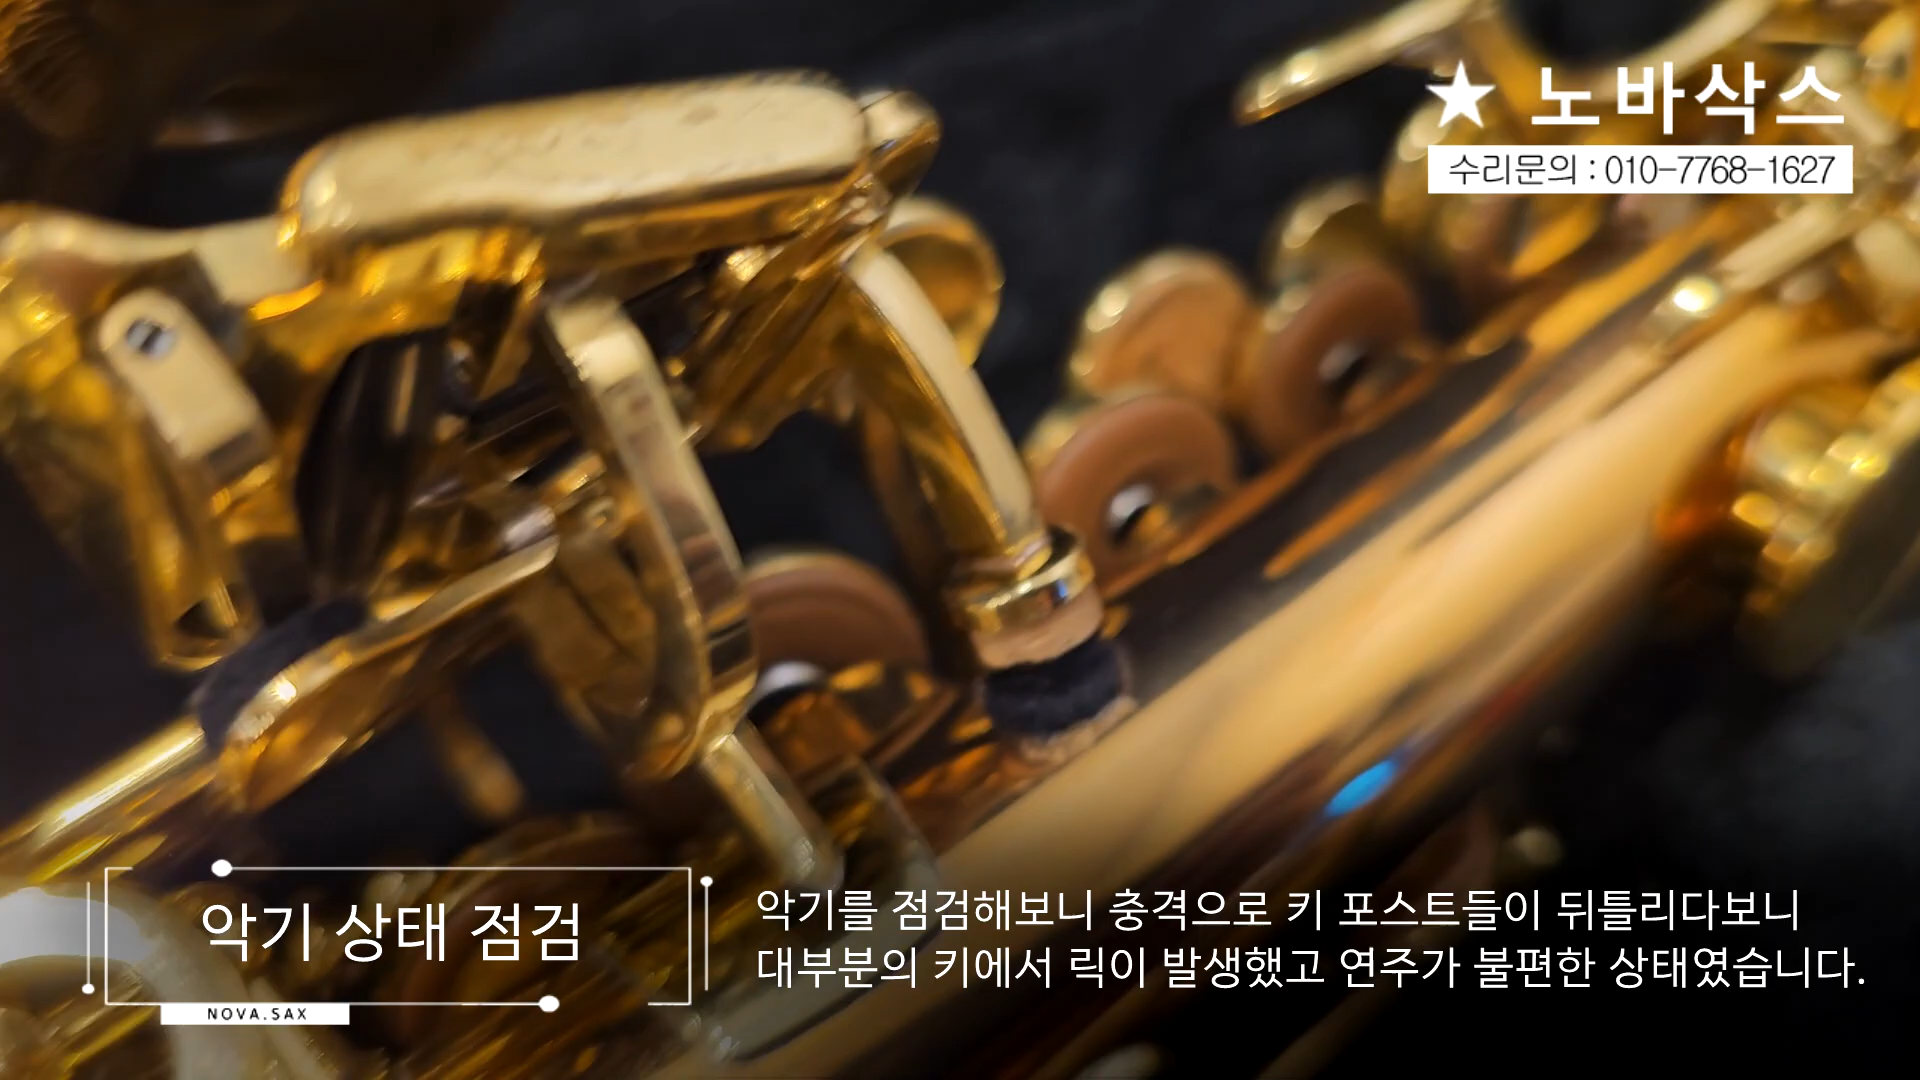 ★ 노바삭스
수리문의 : 010-7768-1627
악기 상태 점검
NOVA.SAX
악기를 점검해보니 충격으로 키 포스트들이 뒤틀리다보니
대부분의 키에서 릭이 발생했고 연주가 불편한 상태였습니다.